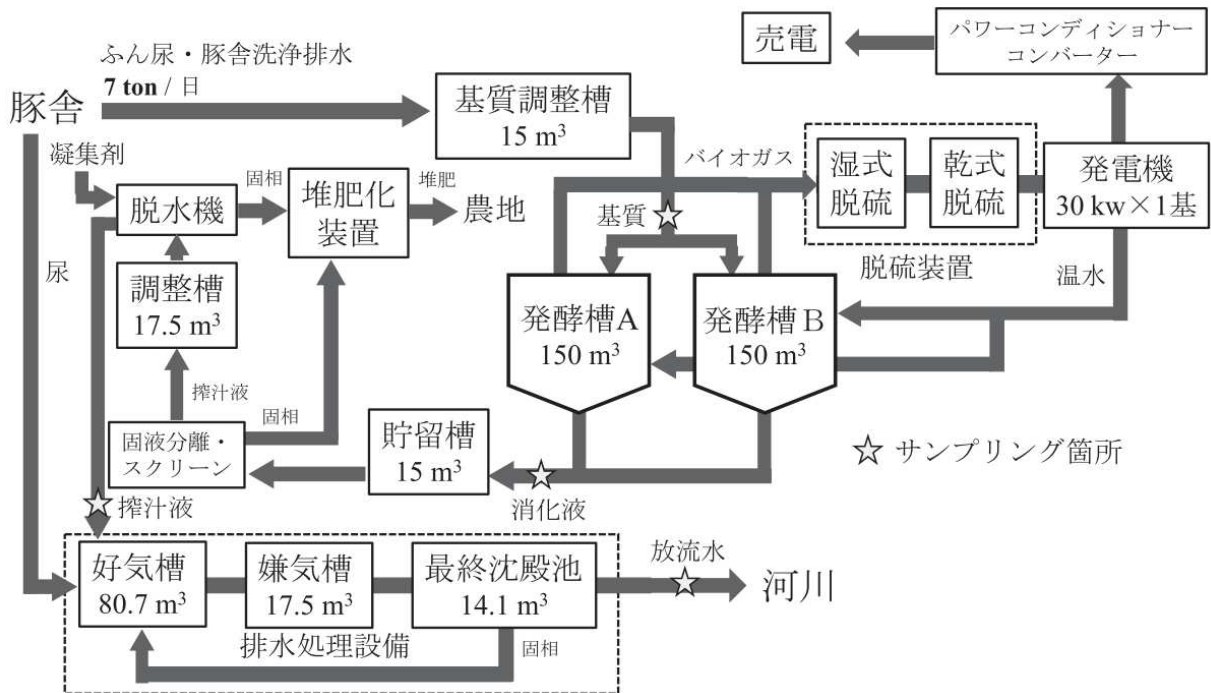 ふん尿・豚舎洗浄排水
7 ton / 日
豚舎
基質調整槽
15 m³
売電
パワーコンディショナー
コンバーター
凝集剤
脱水機
固相
堆肥化
装置
堆肥
農地
バイオガス
湿式
脱硫
乾式
脱硫
発電機
30 kw×1基
基質
脱硫装置
温水
尿
調整槽
17.5 m³
発酵槽A
150 m³
発酵槽B
150 m³
搾汁液
固相
固液分離・
スクリーン
貯留槽
15 m³
☆ サンプリング箇所
搾汁液
消化液
好気槽
80.7 m³
嫌気槽
17.5 m³
最終沈殿池
14.1 m³
放流水
河川
排水処理設備
固相